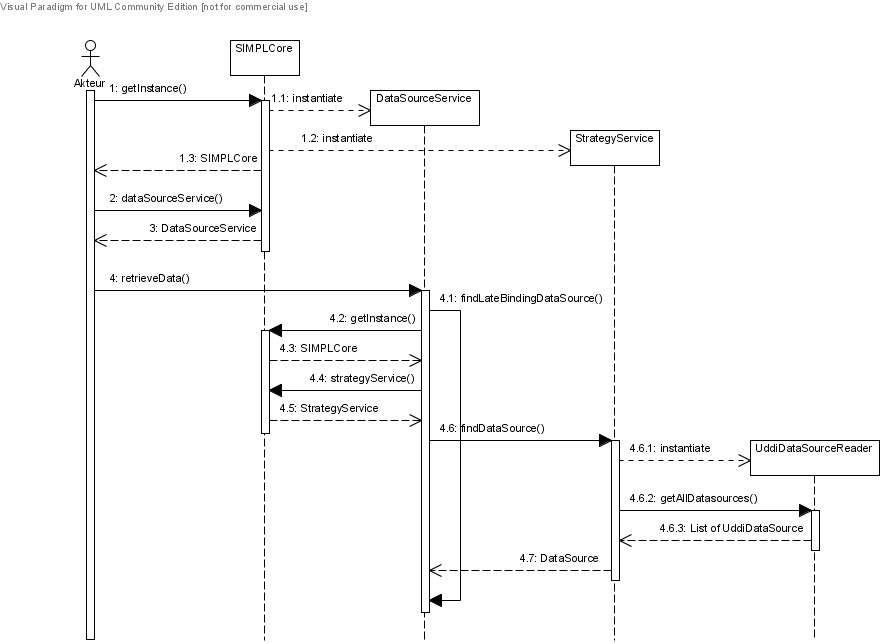 Visual Paradigm for UML Community Edition [not for commercial use]
SIMPLCore
Akteur
1: getInstance()
1.1: instantiate
DataSourceService
1.2: instantiate
StrategyService
1.3: SIMPLCore
2: dataSourceService()
3: DataSourceService
4: retrieveData()
4.1: findLateBindingDataSource()
4.2: getInstance()
4.3: SIMPLCore
4.4: strategyService()
4.5: StrategyService
4.6: findDataSource()
4.6.1: instantiate
UddiDataSourceReader
4.6.2: getAllDatasources()
4.6.3: List of UddiDataSource
4.7: DataSource